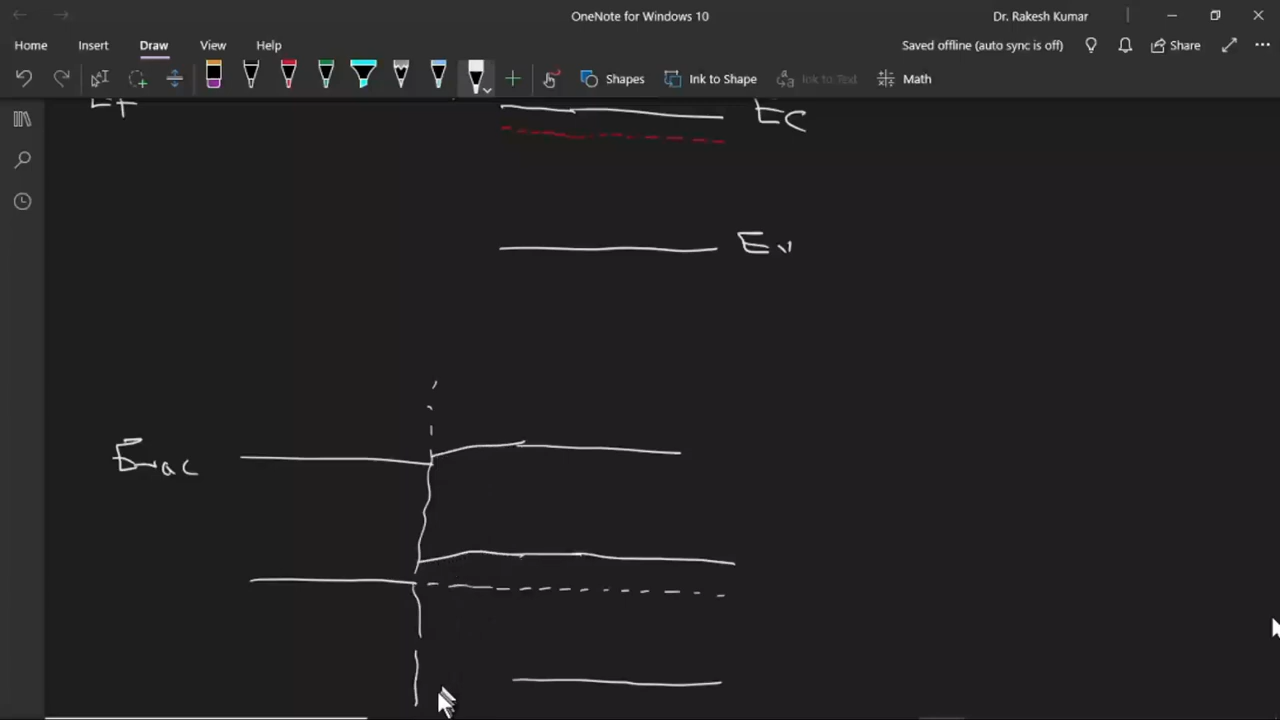 OneNote for Windows 10
Dr. Rakesh Kumar
Home Insert Draw View Help
Saved offline (auto sync is off)
Share
Shapes
Ink to Shape
Ink to Text
Math
EF
EC
Ev
Evac